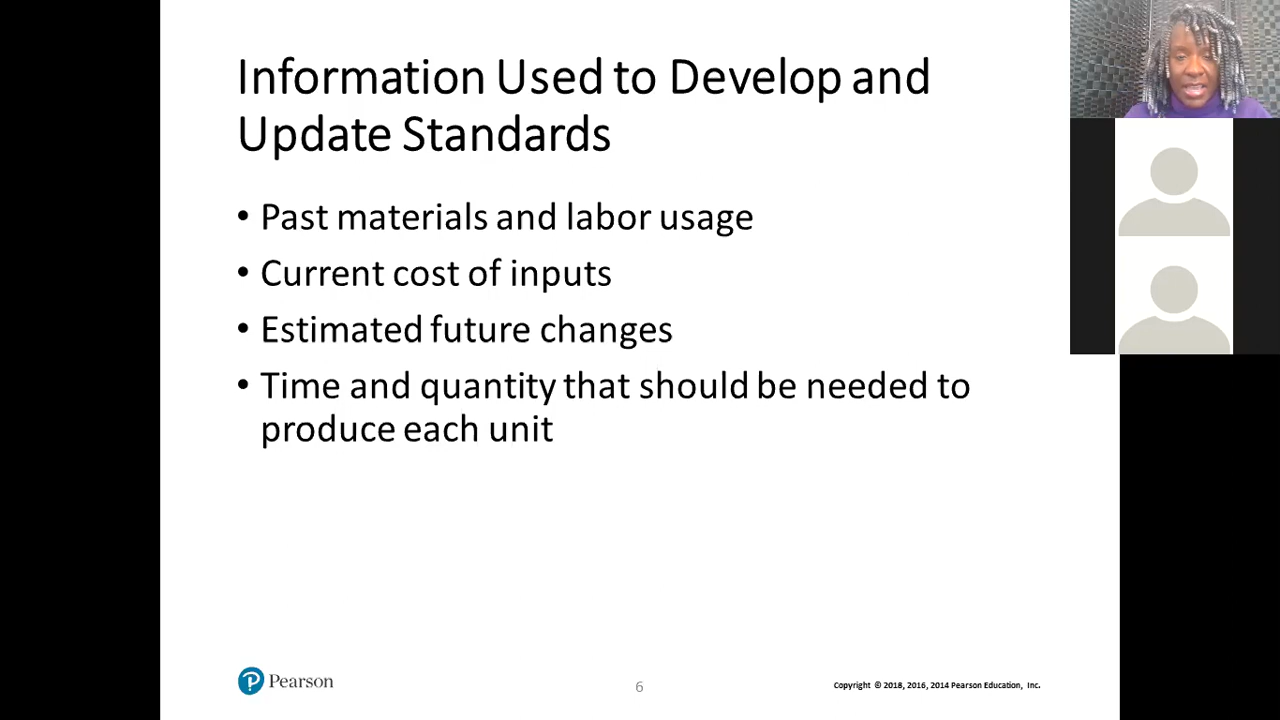 Information Used to Develop and
Update Standards
• Past materials and labor usage
• Current cost of inputs
• Estimated future changes
• Time and quantity that should be needed to
produce each unit
P Pearson
6
Copyright © 2018, 2016, 2014 Pearson Education, Inc.